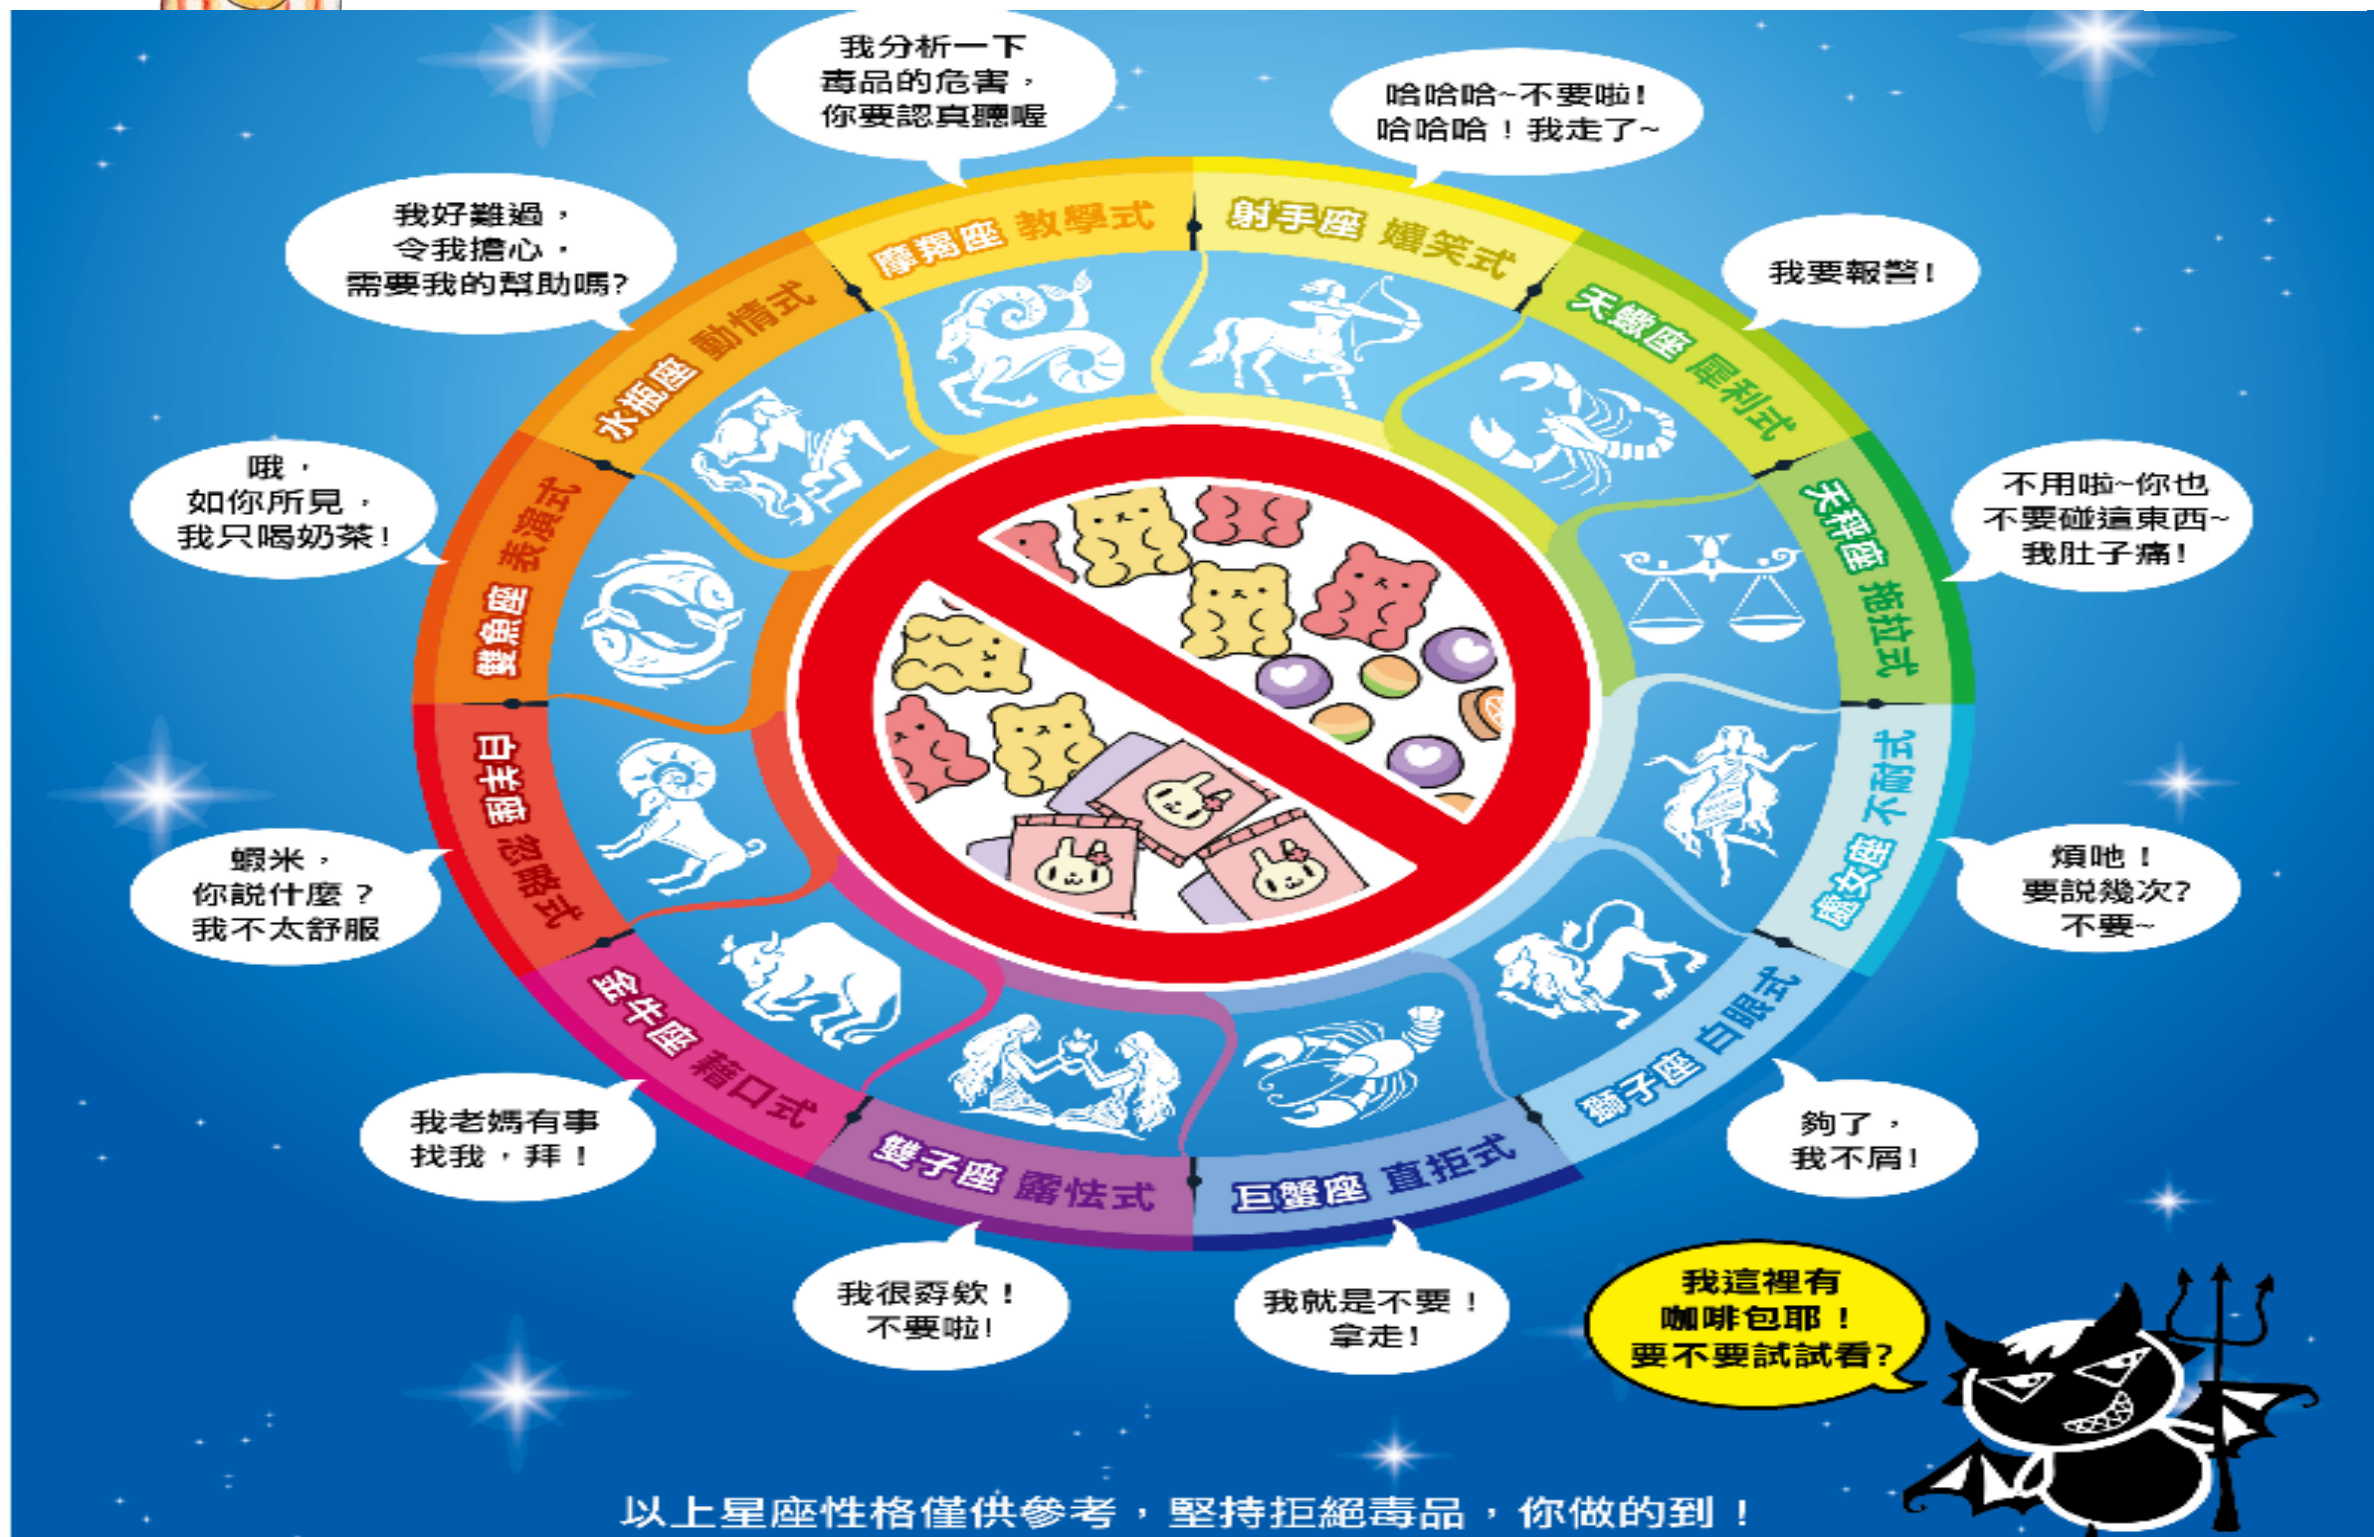 我分析一下
毒品的危害，
你要認真聽喔
哈哈哈~不要啦!
哈哈哈！我走了~
我好難過，
令我擔心，
需要我的幫助嗎?
我要報警!
哦，
如你所見，
我只喝奶茶!
不用啦~你也
不要碰這東西~
我肚子痛!
蝦米，
你説什麼？
我不太舒服
煩吔！
要説幾次?
不要~
我老媽有事
找我，拜！
夠了，
我不屑!
我很孬欸！
不要啦!
我就是不要！
拿走!
摩羯座 教學式
射手座 孃笑式
天蠍座 犀利式
天秤座 拖拉式
處女座 不耐式
獅子座 白眼式
巨蟹座 直拒式
雙子座 露怯式
金牛座 藉口式
白羊座 忽略式
雙魚座 表演式
水瓶座 動情式
我這裡有
咖啡包耶！
要不要試試看?
以上星座性格僅供參考，堅持拒絕毒品，你做的到！